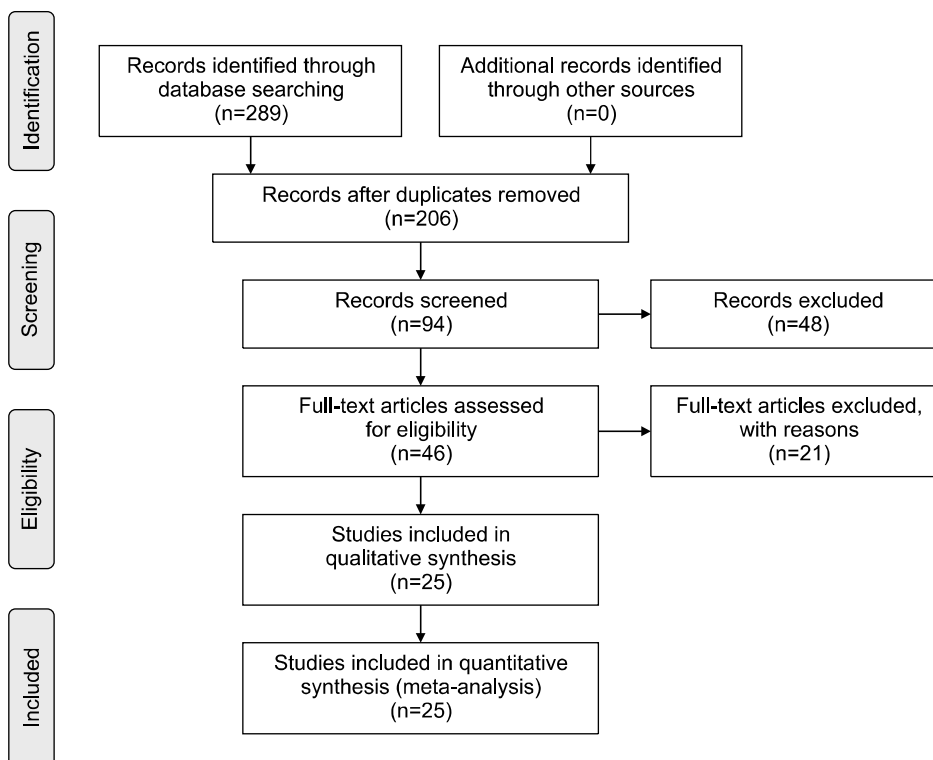 Identification
Records identified through
database searching
(n=289)
Additional records identified
through other sources
(n=0)
Records after duplicates removed
(n=206)
Screening
Records screened
(n=94)
Records excluded
(n=48)
Eligibility
Full-text articles assessed
for eligibility
(n=46)
Full-text articles excluded,
with reasons
(n=21)
Studies included in
qualitative synthesis
(n=25)
Included
Studies included in quantitative
synthesis (meta-analysis)
(n=25)